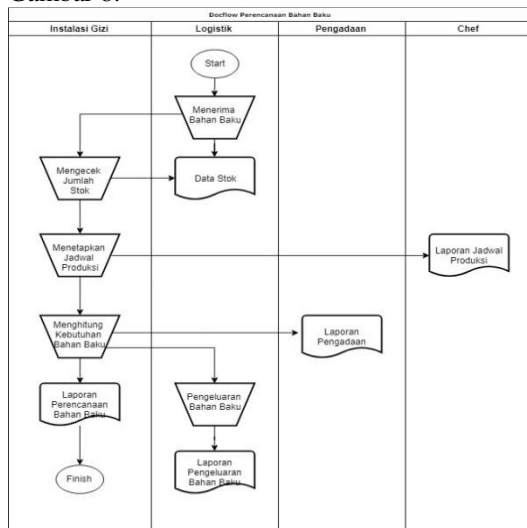 Docflow Perencanaan Bahan Baku
Instalasi Gizi
Logistik
Pengadaan
Chef
Start
Menerima
Bahan Baku
Mengecek
Jumlah
Stok
Data Stok
Menetapkan
Jadwal
Produksi
Laporan Jadwal
Produksi
Menghitung
Kebutuhan
Bahan Baku
Laporan
Pengadaan
Laporan
Perencanaan
Bahan Baku
Pengeluaran
Bahan Baku
Laporan
Pengeluaran
Bahan Baku
Finish